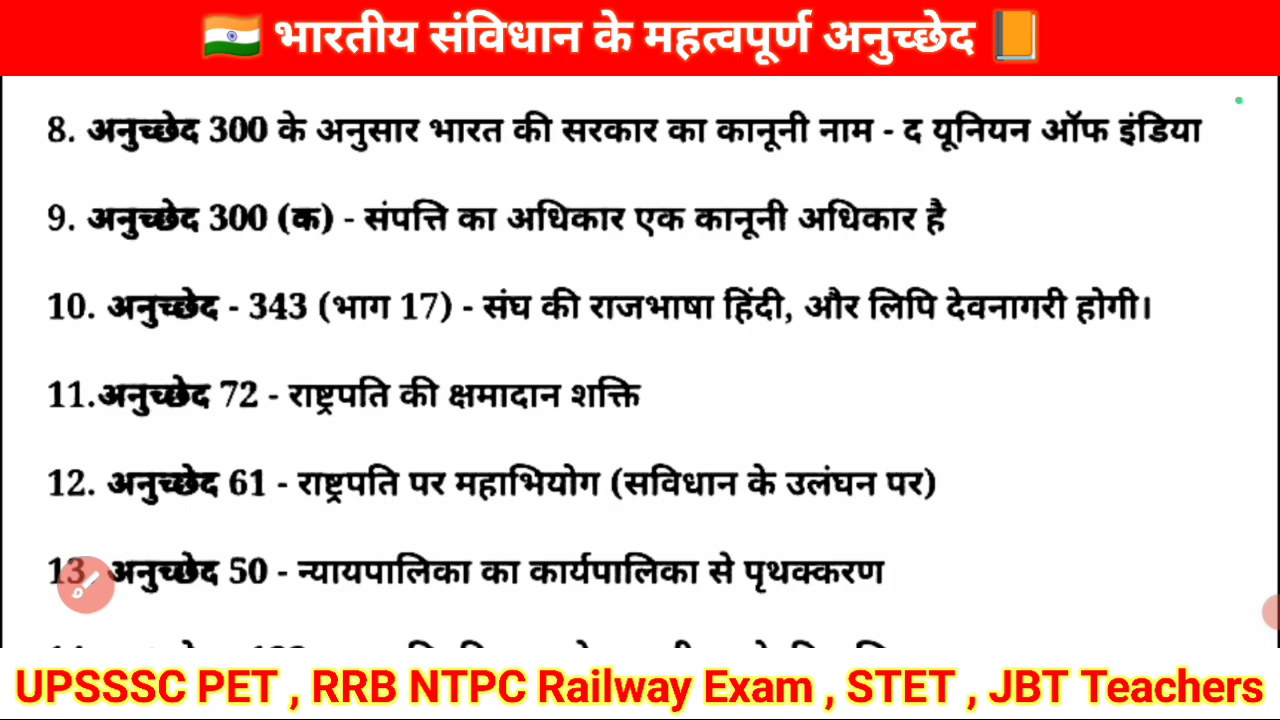 🇮🇳 भारतीय संविधान के महत्वपूर्ण अनुच्छेद 📙
8. अनुच्छेद 300 के अनुसार भारत की सरकार का कानूनी नाम - द यूनियन ऑफ इंडिया
9. अनुच्छेद 300 (क) - संपत्ति का अधिकार एक कानूनी अधिकार है
10. अनुच्छेद - 343 (भाग 17) - संघ की राजभाषा हिंदी, और लिपि देवनागरी होगी।
11.अनुच्छेद 72 - राष्ट्रपति की क्षमादान शक्ति
12. अनुच्छेद 61 - राष्ट्रपति पर महाभियोग (सविधान के उलंघन पर)
13. अनुच्छेद 50 - न्यायपालिका का कार्यपालिका से पृथक्करण
UPSSSC PET , RRB NTPC Railway Exam , STET , JBT Teachers